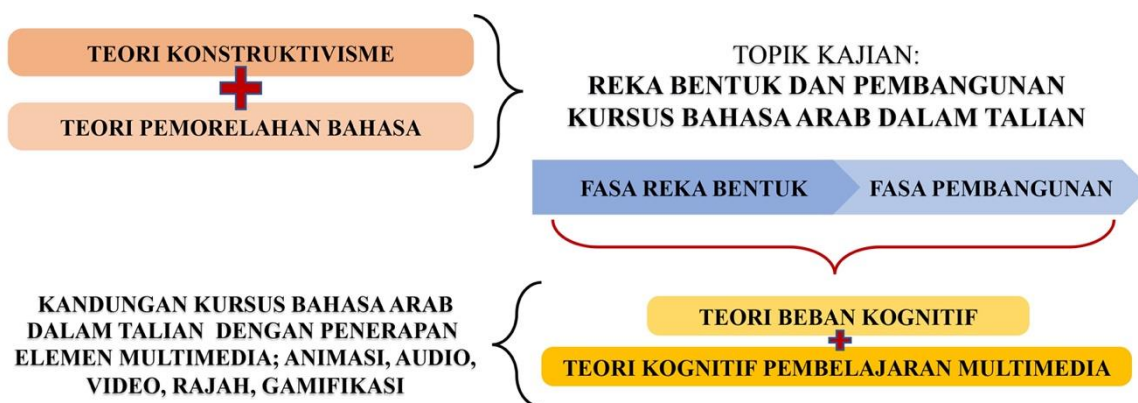 TEORI KONSTRUKTIVISME
TEORI PEMORELAHAN BAHASA
TOPIK KAJIAN:
REKA BENTUK DAN PEMBANGUNAN
KURSUS BAHASA ARAB DALAM TALIAN
FASA REKA BENTUK
FASA PEMBANGUNAN
KANDUNGAN KURSUS BAHASA ARAB
DALAM TALIAN DENGAN PENERAPAN
ELEMEN MULTIMEDIA; ANIMASI, AUDIO,
VIDEO, RAJAH, GAMIFIKASI
TEORI BEBAN KOGNITIF
TEORI KOGNITIF PEMBELAJARAN MULTIMEDIA